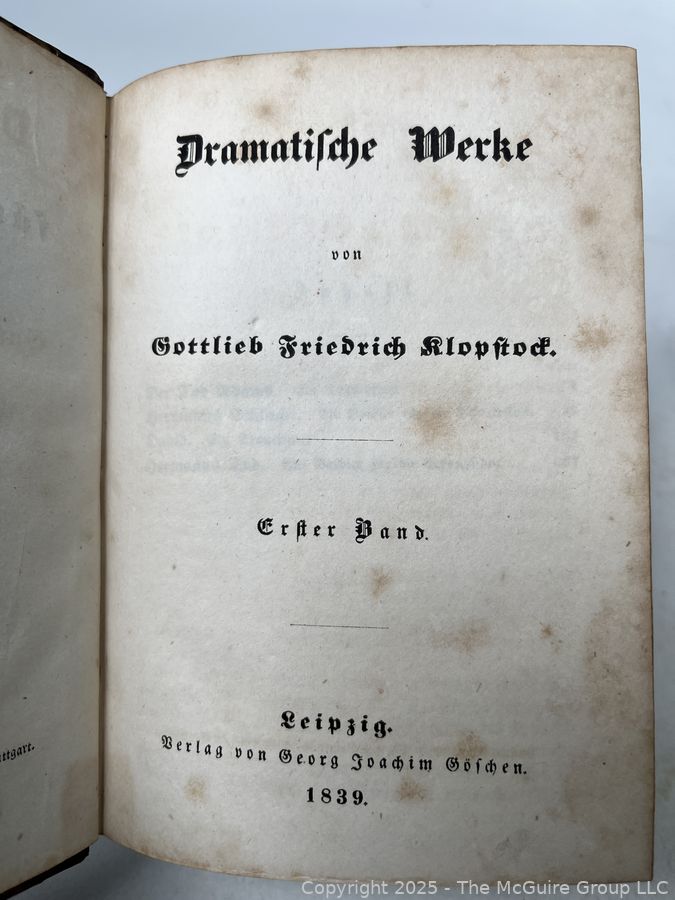 Dramatiſche Werke
von
Gottlieb Friedrich Klopſtock.
Erſter Band.
Leipzig.
Verlag von Georg Joachim Göſchen.
1839.
Copyright 2025 - The McGuire Group LLC